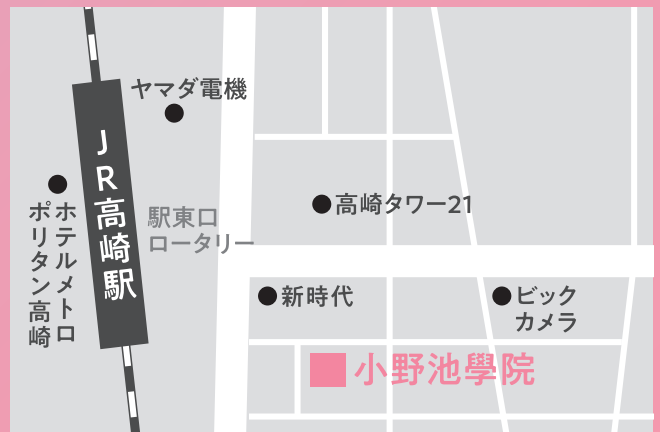 ヤマダ電機
JR高崎駅
ホテルメトロ
ポリタン高崎
駅東口
ロータリー
高崎タワー21
新時代
ビック
カメラ
小野池學院